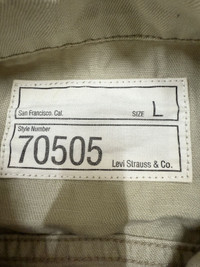 San Francisco, Cal. SIZE L
Style Number
70505 Levi Strauss & Co.